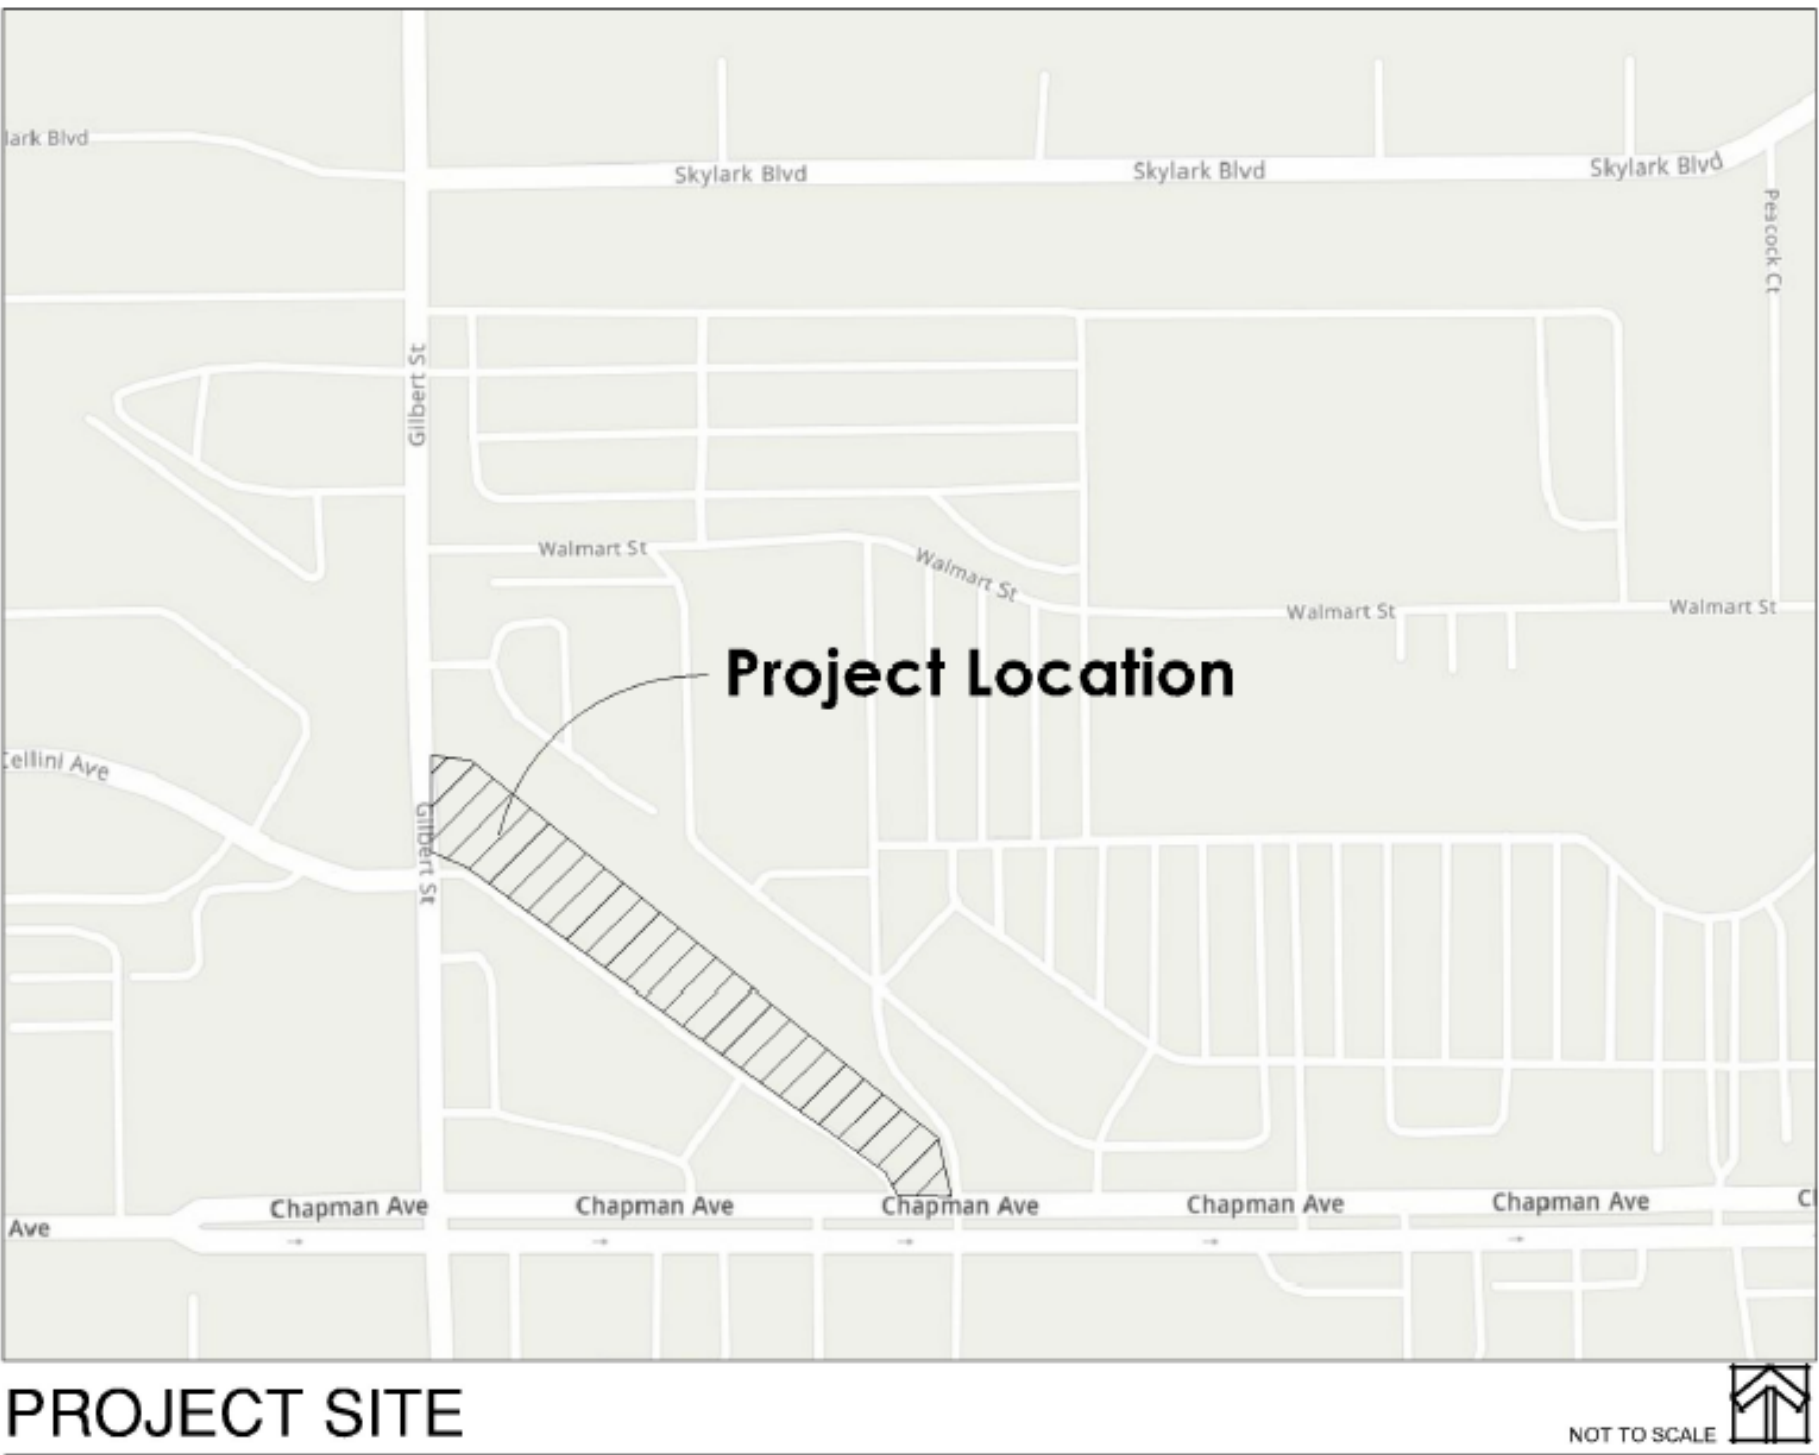 lark Blvd
Skylark Blvd
Skylark Blvd
Skylark Blvd
Peacock Ct
Gilbert St
Walmart St
Walmart St
Walmart St
Walmart St
Project Location
Cellini Ave
Gilbert St
Chapman Ave
Chapman Ave
Chapman Ave
Chapman Ave
Chapman Ave
Ave
PROJECT SITE
NOT TO SCALE